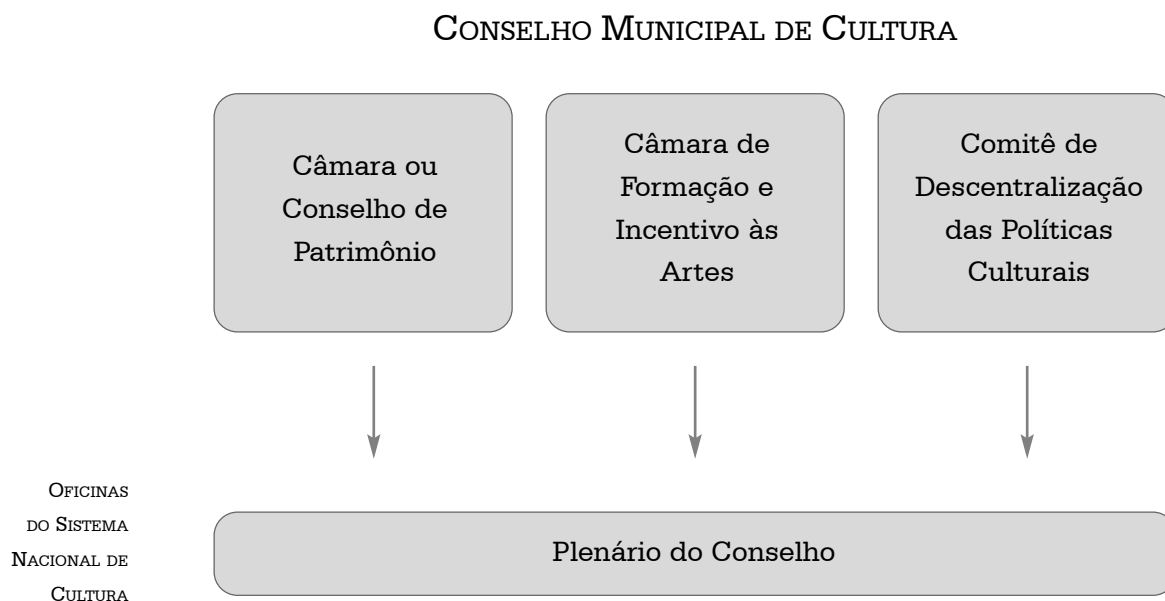 Conselho Municipal de Cultura
Câmara ou
Conselho de
Patrimônio
Câmara de
Formação e
Incentivo às
Artes
Comitê de
Descentralização
das Políticas
Culturais
Oficinas
do Sistema
Nacional de
Cultura
Plenário do Conselho